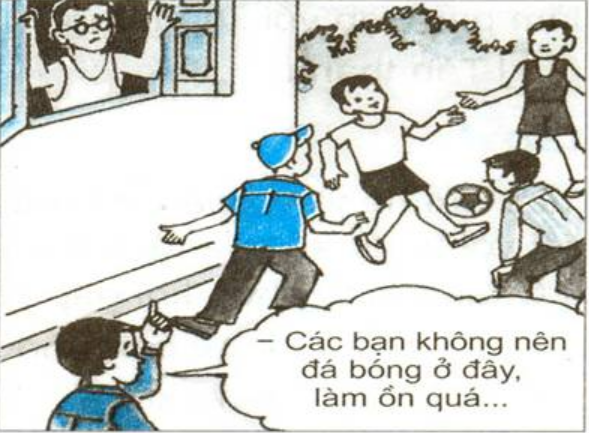 – Các bạn không nên
đá bóng ở đây,
làm ồn quá...